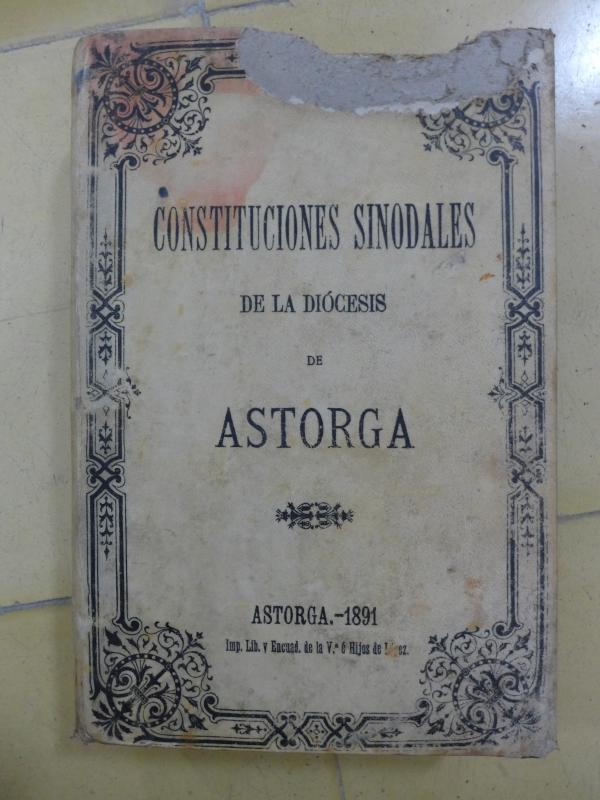 CONSTITUCIONES SINODALES
DE LA DIÓCESIS
DE
ASTORGA
ASTORGA.-1891
Imp. Lib. y Encuad. de la V.ª é Hijos de